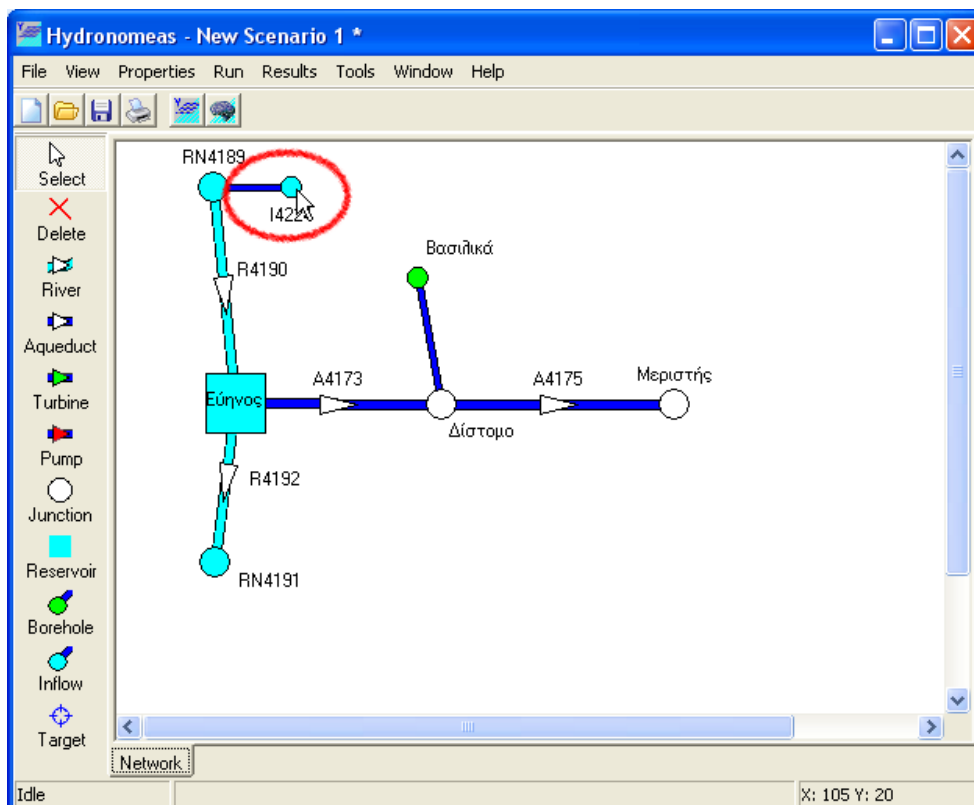 Hydronomeas - New Scenario 1 *
File View Properties Run Results Tools Window Help
Select
Delete
River
Aqueduct
Turbine
Pump
Junction
Reservoir
Borehole
Inflow
Target
RN4189
R4190
Βασιλικά
A4173
A4175
Μεριστής
Εύηνος
Δίστομο
R4192
RN4191
Network
Idle
X: 105 Y: 20